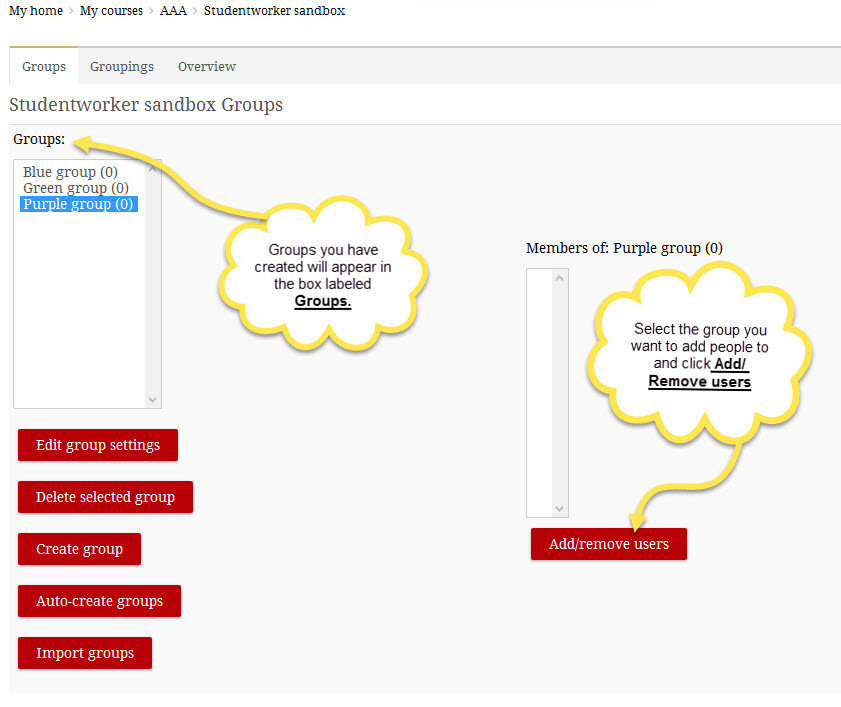 My home > My courses > AAA > Studentworker sandbox
Groups Groupings Overview
Studentworker sandbox Groups
Groups:
Blue group (0)
Green group (0)
Purple group (0)
Groups you have
created will appear in
the box labeled
Groups.
Members of: Purple group (0)
Select the group you
want to add people to
and click Add/
Remove users
Edit group settings
Delete selected group
Create group
Auto-create groups
Import groups
Add/remove users